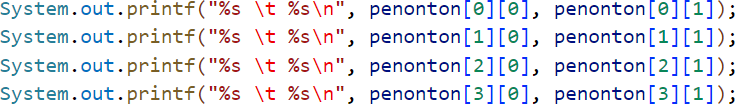 System.out.printf("%s \t %s\n", penonton[0][0], penonton[0][1]);
System.out.printf("%s \t %s\n", penonton[1][0], penonton[1][1]);
System.out.printf("%s \t %s\n", penonton[2][0], penonton[2][1]);
System.out.printf("%s \t %s\n", penonton[3][0], penonton[3][1]);